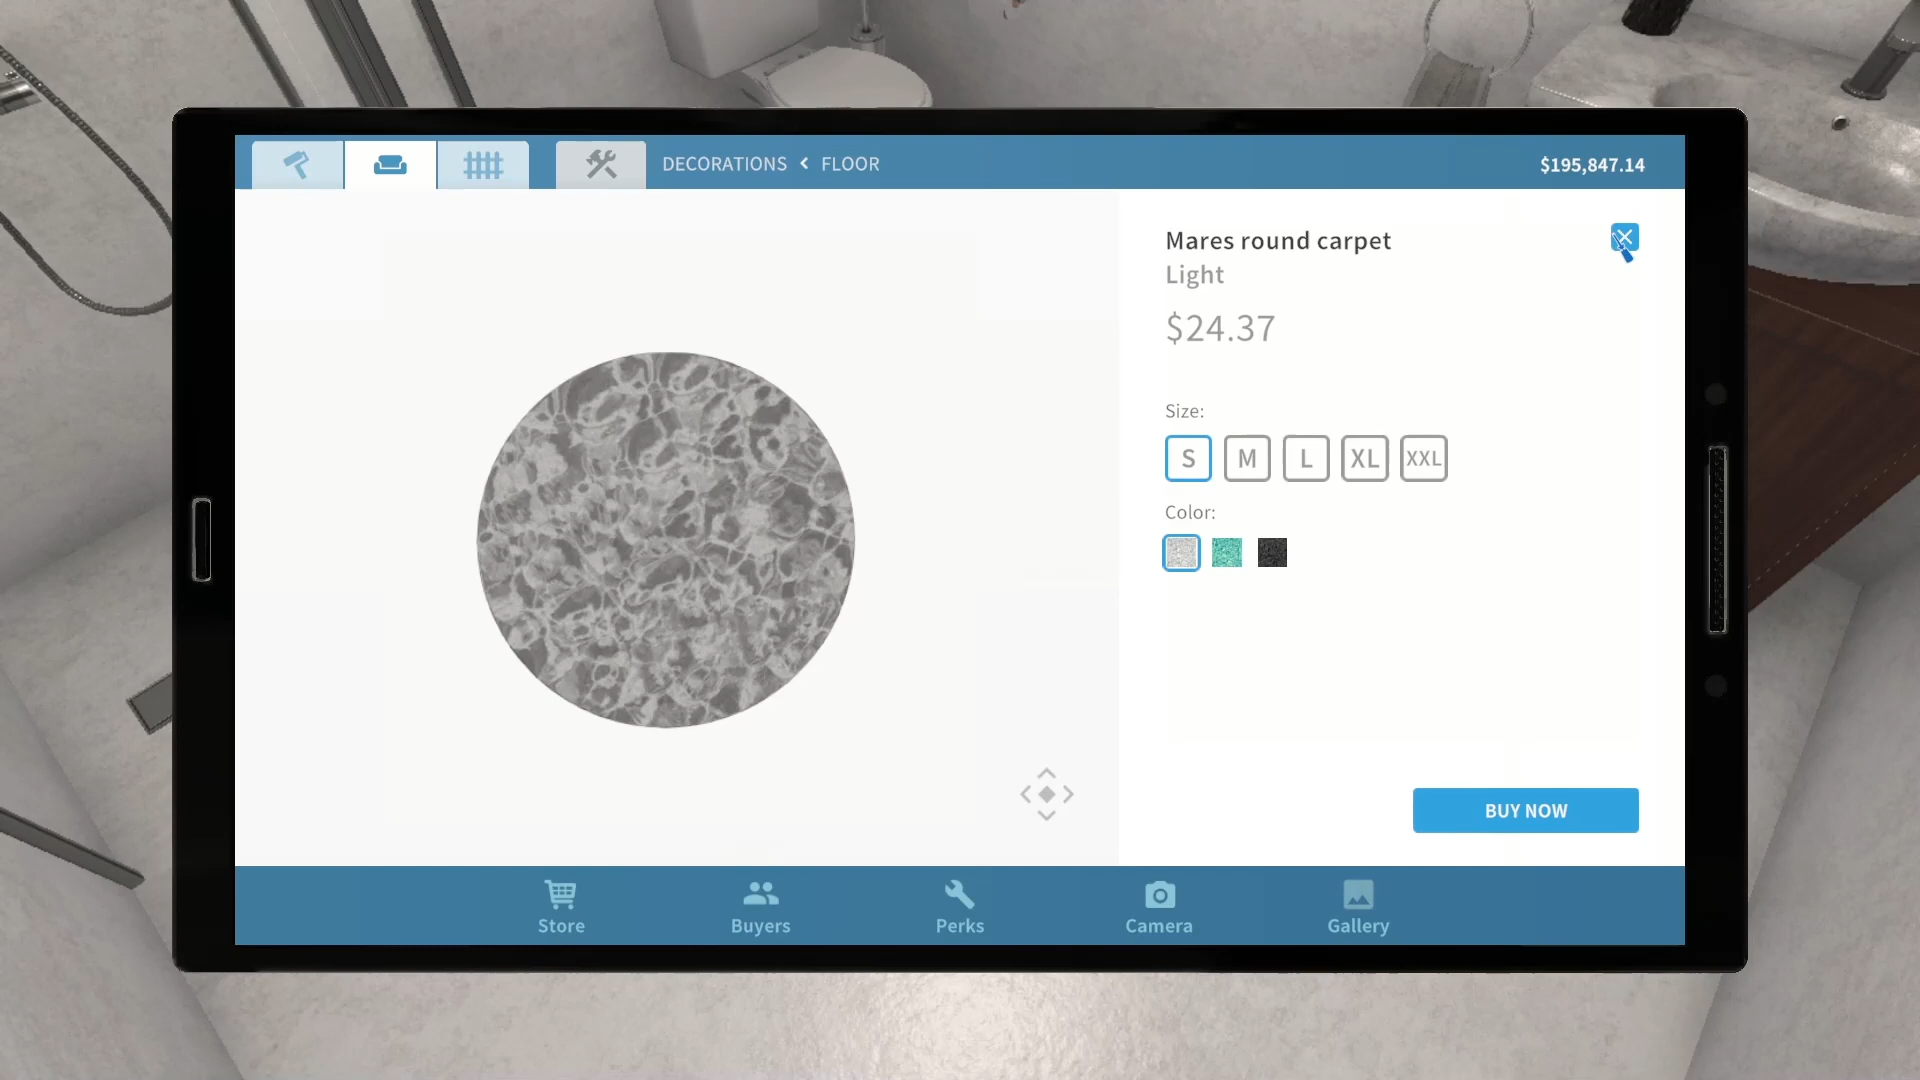 DECORATIONS < FLOOR
$195,847.14
Mares round carpet
Light
$24.37
Size:
S M L XL XXL
Color:
BUY NOW
Store Buyers Perks Camera Gallery